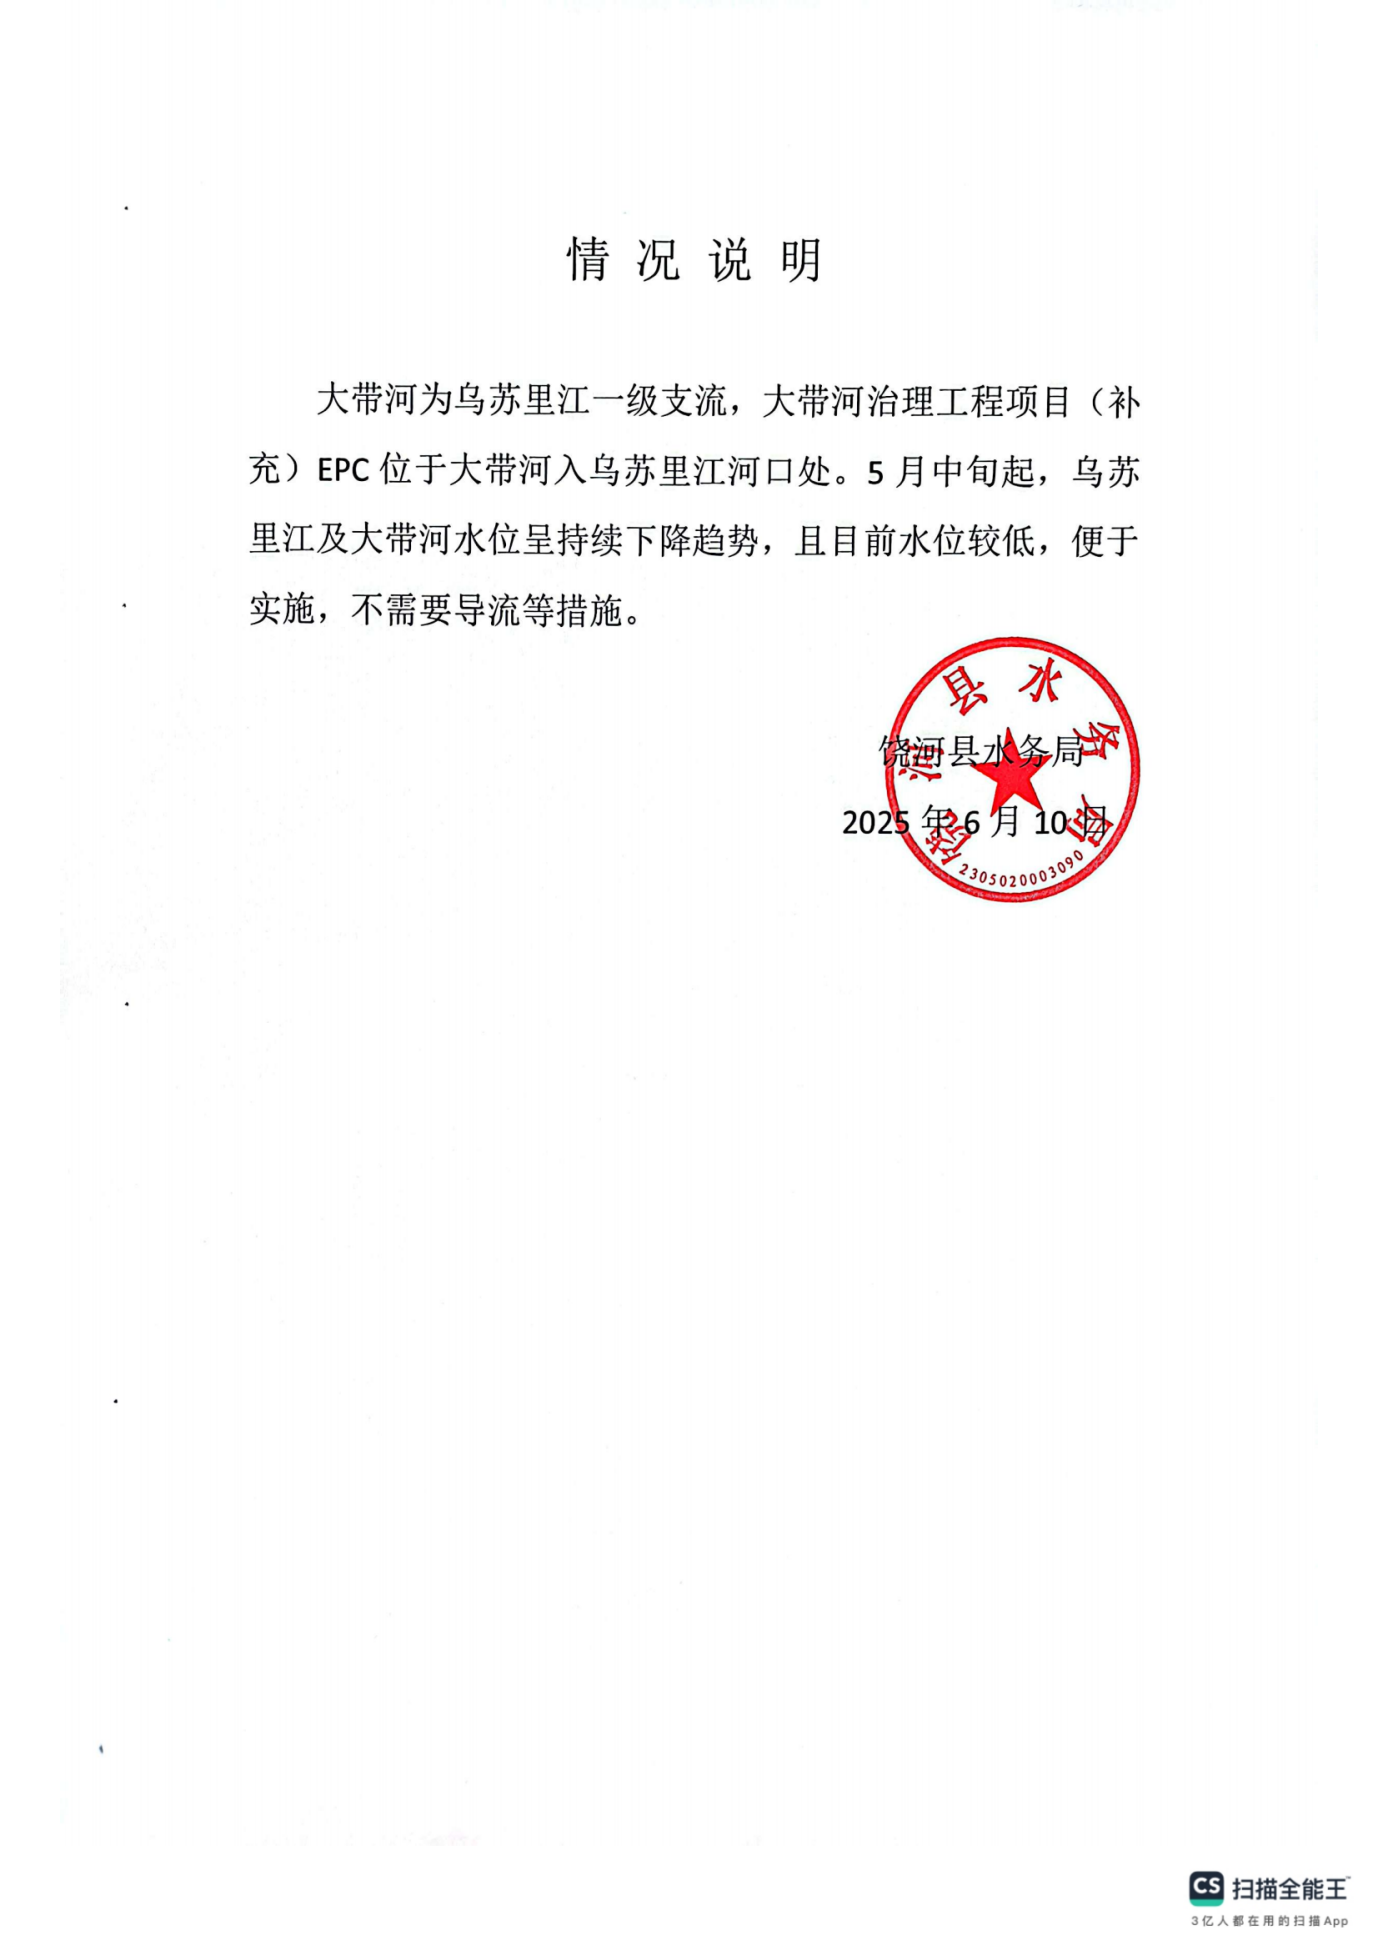 情况说明
大带河为乌苏里江一级支流，大带河治理工程项目（补
充）EPC 位于大带河入乌苏里江河口处。5 月中旬起，乌苏
里江及大带河水位呈持续下降趋势，且目前水位较低，便于
实施，不需要导流等措施。
饶河县水务局
饶河县水务局
2025 年 6 月 10 日
2305020003090
CS 扫描全能王
3亿人都在用的扫描App